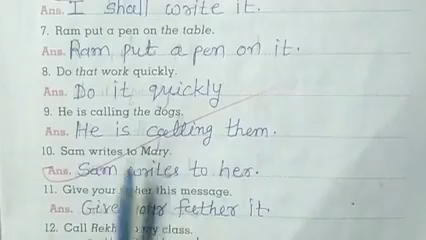 Ans. I shall write it.
7. Ram put a pen on the table.
Ans. Ram put a pen on it.
8. Do that work quickly.
Ans. Do it quickly
9. He is calling the dogs.
Ans. He is calling them.
10. Sam writes to Mary.
Ans. Sam writes to her.
11. Give your this message.
Ans. Give father it.
12. Call my class.